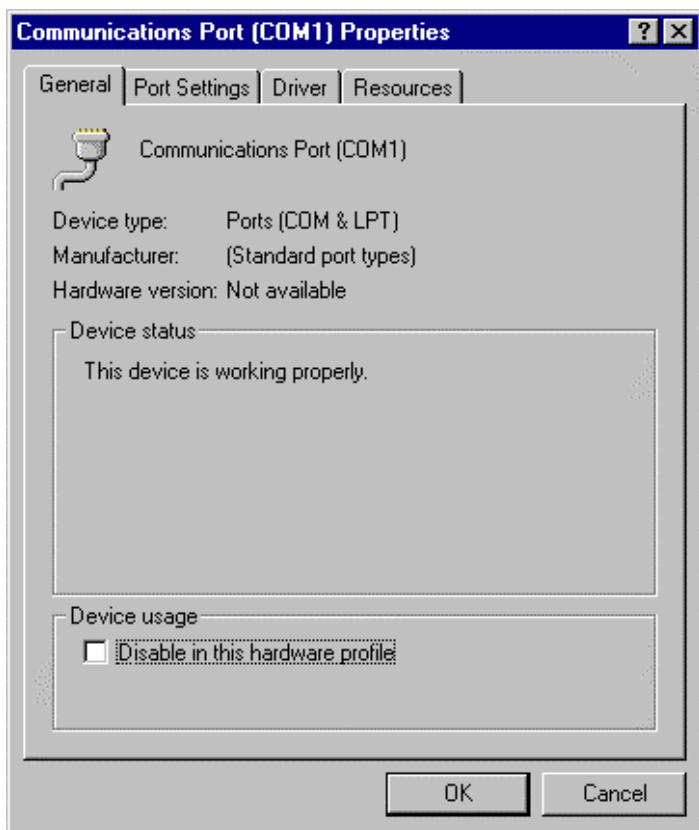 Communications Port (COM1) Properties
General Port Settings Driver Resources
Communications Port (COM1)
Device type: Ports (COM & LPT)
Manufacturer: (Standard port types)
Hardware version: Not available
Device status
This device is working properly.
Device usage
Disable in this hardware profile
OK Cancel